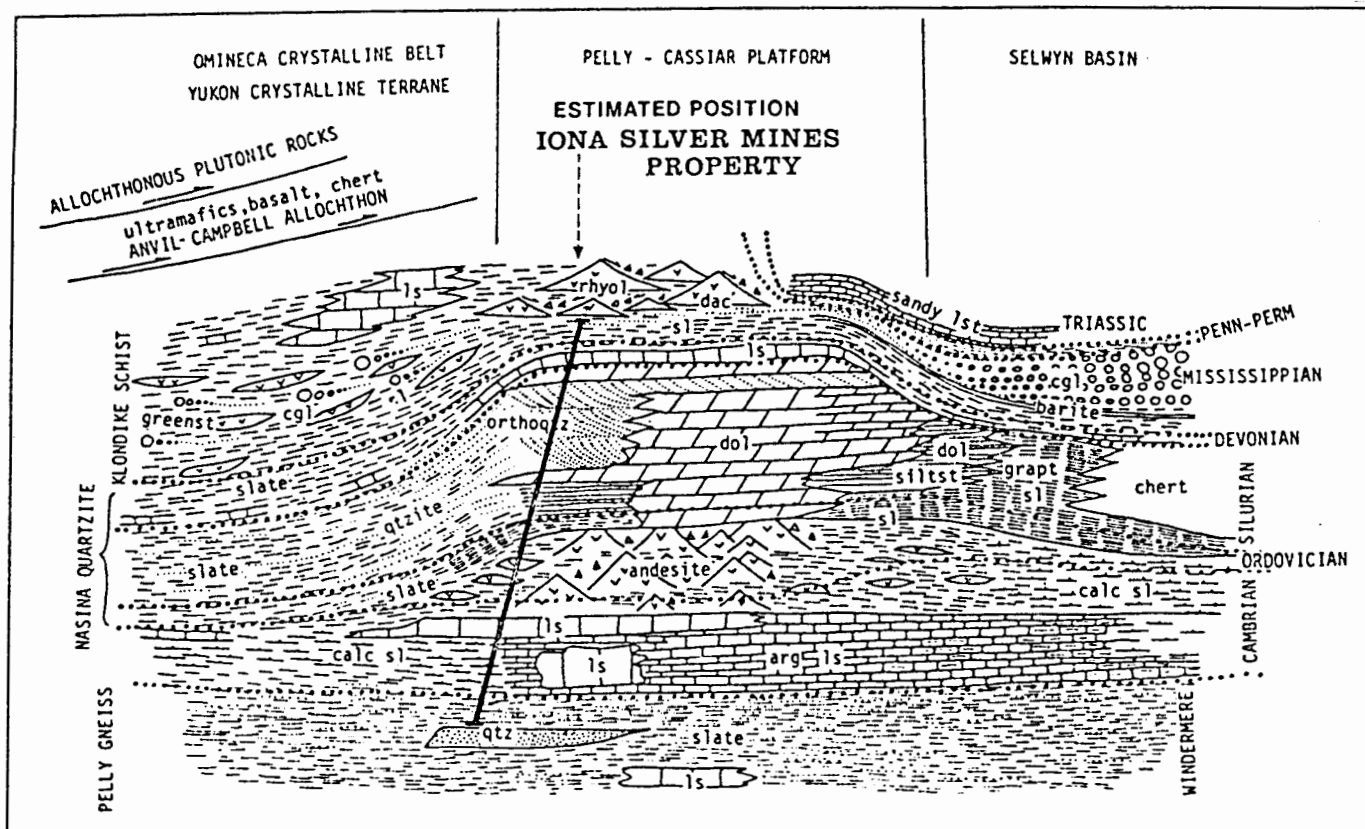 OMINECA CRYSTALLINE BELT
YUKON CRYSTALLINE TERRANE
PELLY - CASSIAR PLATFORM
SELWYN BASIN
ESTIMATED POSITION
IONA SILVER MINES
PROPERTY
ALLOCHTHONOUS PLUTONIC ROCKS
ultramafics, basalt, chert
ANVIL-CAMPBELL ALLOCHTHON
ls
rhyol
dac
sandy lst
TRIASSIC
PENN-PERM
sl
ls
cgl
MISSISSIPPIAN
KLONDIKE SCHIST
greenst
cgl
barite
orthoqtz
dol
dol
grapt
DEVONIAN
slate
siltst
sl
chert
SILURIAN
qtzite
sl
NASINA QUARTZITE
slate
slate
andesite
ORDOVICIAN
calc sl
CAMBRIAN
ls
calc sl
ls
arg ls
PELLY GNEISS
qtz
slate
ls
WINDERMERE